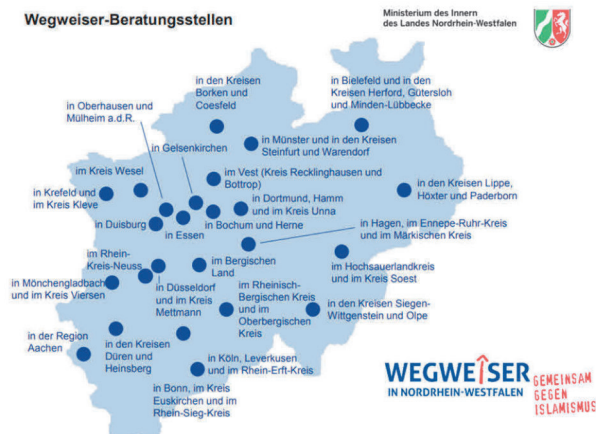 Wegweiser-Beratungsstellen
Ministerium des Innern
des Landes Nordrhein-Westfalen
in den Kreisen
Borken und
Coesfeld
in Bielefeld und in den
Kreisen Herford, Gütersloh
und Minden-Lübbecke
in Oberhausen und
Mülheim a.d.R.
in Gelsenkirchen
in Münster und in den Kreisen
Steinfurt und Warendorf
im Kreis Wesel
im Vest (Kreis Recklinghausen und
Bottrop)
in Krefeld und
im Kreis Kleve
in den Kreisen Lippe,
Höxter und Paderborn
in Dortmund, Hamm
und im Kreis Unna
in Duisburg
in Essen
in Bochum und Herne
in Hagen, im Ennepe-Ruhr-Kreis
und im Märkischen Kreis
im Rhein-
Kreis-Neuss
im Bergischen
Land
im Hochsauerlandkreis
und im Kreis Soest
in Mönchengladbach
und im Kreis Viersen
in Düsseldorf
und im Kreis
Mettmann
im Rheinisch-
Bergischen Kreis
und im
Oberbergischen
Kreis
in den Kreisen Siegen-
Wittgenstein und Olpe
in der Region
Aachen
in den Kreisen
Düren und
Heinsberg
in Köln, Leverkusen
und im Rhein-Erft-Kreis
in Bonn, im Kreis
Euskirchen und im
Rhein-Sieg-Kreis
WEGWEISER
IN NORDRHEIN-WESTFALEN
GEMEINSAM
GEGEN
ISLAMISMUS